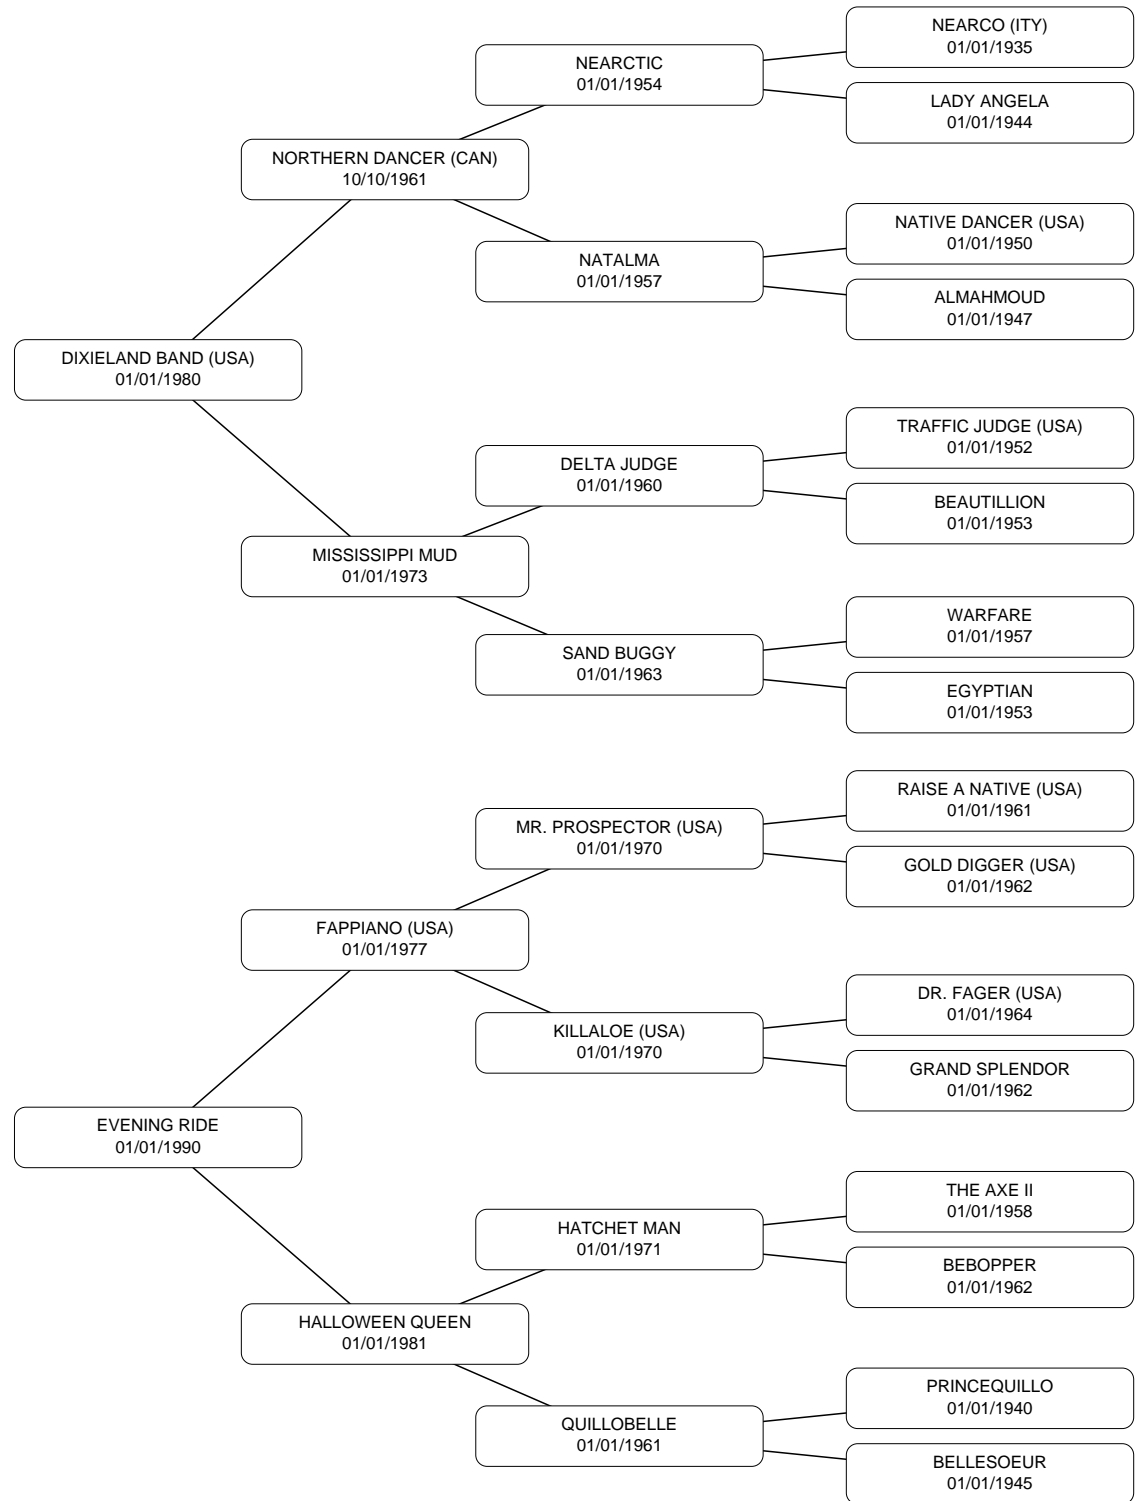 NEARCO (ITY)
01/01/1935
NEARCTIC
01/01/1954
LADY ANGELA
01/01/1944
NORTHERN DANCER (CAN)
10/10/1961
NATIVE DANCER (USA)
01/01/1950
NATALMA
01/01/1957
ALMAHMOUD
01/01/1947
DIXIELAND BAND (USA)
01/01/1980
TRAFFIC JUDGE (USA)
01/01/1952
DELTA JUDGE
01/01/1960
BEAUTILLION
01/01/1953
MISSISSIPPI MUD
01/01/1973
WARFARE
01/01/1957
SAND BUGGY
01/01/1963
EGYPTIAN
01/01/1953
RAISE A NATIVE (USA)
01/01/1961
MR. PROSPECTOR (USA)
01/01/1970
GOLD DIGGER (USA)
01/01/1962
FAPPIANO (USA)
01/01/1977
DR. FAGER (USA)
01/01/1964
KILLALOE (USA)
01/01/1970
GRAND SPLENDOR
01/01/1962
EVENING RIDE
01/01/1990
THE AXE II
01/01/1958
HATCHET MAN
01/01/1971
BEBOPPER
01/01/1962
HALLOWEEN QUEEN
01/01/1981
PRINCEQUILLO
01/01/1940
QUILLOBELLE
01/01/1961
BELLESOEUR
01/01/1945